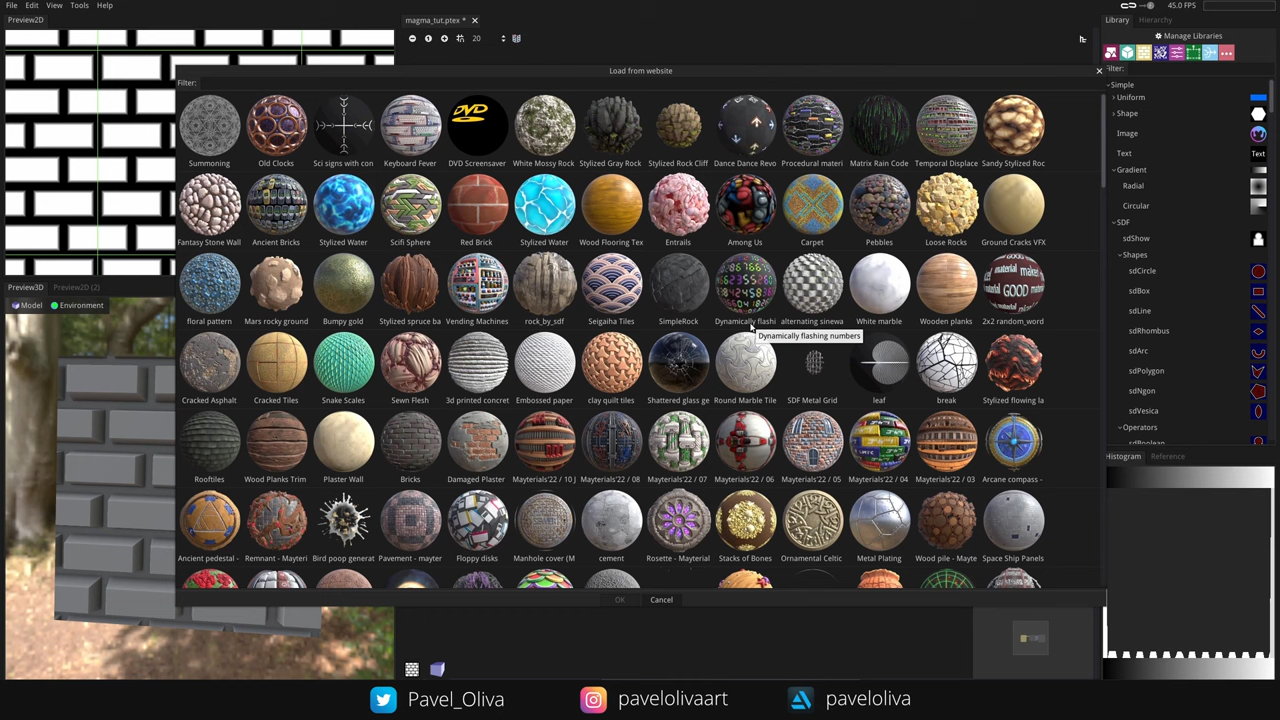 File Edit View Tools Help
45.0 FPS
Preview2D
magma_tut.ptex *
Library Hierarchy
Manage Libraries
20
Filter:
Load from website
Filter:
Summoning Old Clocks Sci signs with con Keyboard Fever DVD Screensaver White Mossy Rock Stylized Gray Rock Stylized Rock Cliff Dance Dance Revo Procedural materi Matrix Rain Code Temporal Displace Sandy Stylized Roc
Fantasy Stone Wall Ancient Bricks Stylized Water Scifi Sphere Red Brick Stylized Water Wood Flooring Tex Entrails Among Us Carpet Pebbles Loose Rocks Ground Cracks VFX
floral pattern Mars rocky ground Bumpy gold Stylized spruce ba Vending Machines rock_by_sdf Seigaiha Tiles SimpleRock Dynamically flashi alternating sinewa White marble Wooden planks 2x2 random_word
Dynamically flashing numbers
Cracked Asphalt Cracked Tiles Snake Scales Sewn Flesh 3d printed concret Embossed paper clay quilt tiles Shattered glass ge Round Marble Tile SDF Metal Grid leaf break Stylized flowing la
Rooftiles Wood Planks Trim Plaster Wall Bricks Damaged Plaster Mayterials'22 / 10 J Mayterials'22 / 08 Mayterials'22 / 07 Mayterials'22 / 06 Mayterials'22 / 05 Mayterials'22 / 04 Mayterials'22 / 03 Arcane compass -
Ancient pedestal - Remnant - Mayteri Bird poop generat Pavement - mayter Floppy disks Manhole cover (M cement Rosette - Mayterial Stacks of Bones Ornamental Celtic Metal Plating Wood pile - Mayte Space Ship Panels
OK Cancel
Preview3D Preview2D (2)
Model Environment
Simple
Uniform
Shape
Image
Text Text
Gradient
Radial
Circular
SDF
sdShow
Shapes
sdCircle
sdBox
sdLine
sdRhombus
sdArc
sdPolygon
sdNgon
sdVesica
Operators
sdBoolean
Histogram Reference
DVD
material GOOD
Pavel_Oliva pavelolivaart paveloliva